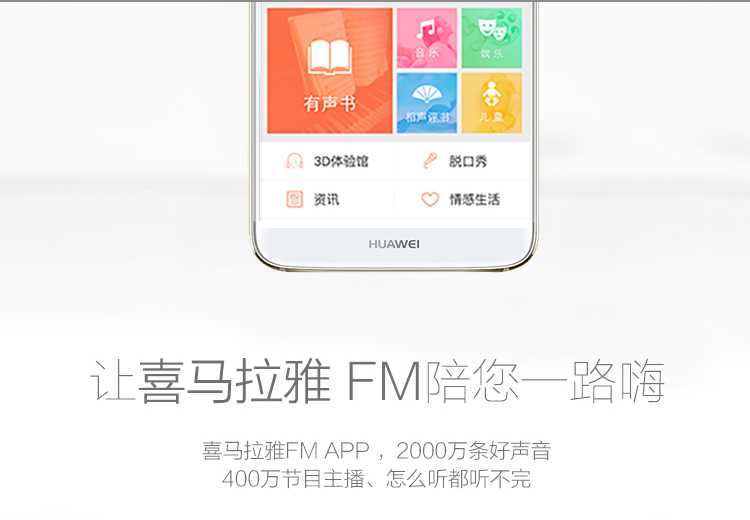 有声书
音乐
娱乐
相声评书
儿童
3D体验馆
脱口秀
资讯
情感生活
HUAWEI
让喜马拉雅 FM陪您一路嗨
喜马拉雅FM APP ，2000万条好声音
400万节目主播、怎么听都听不完